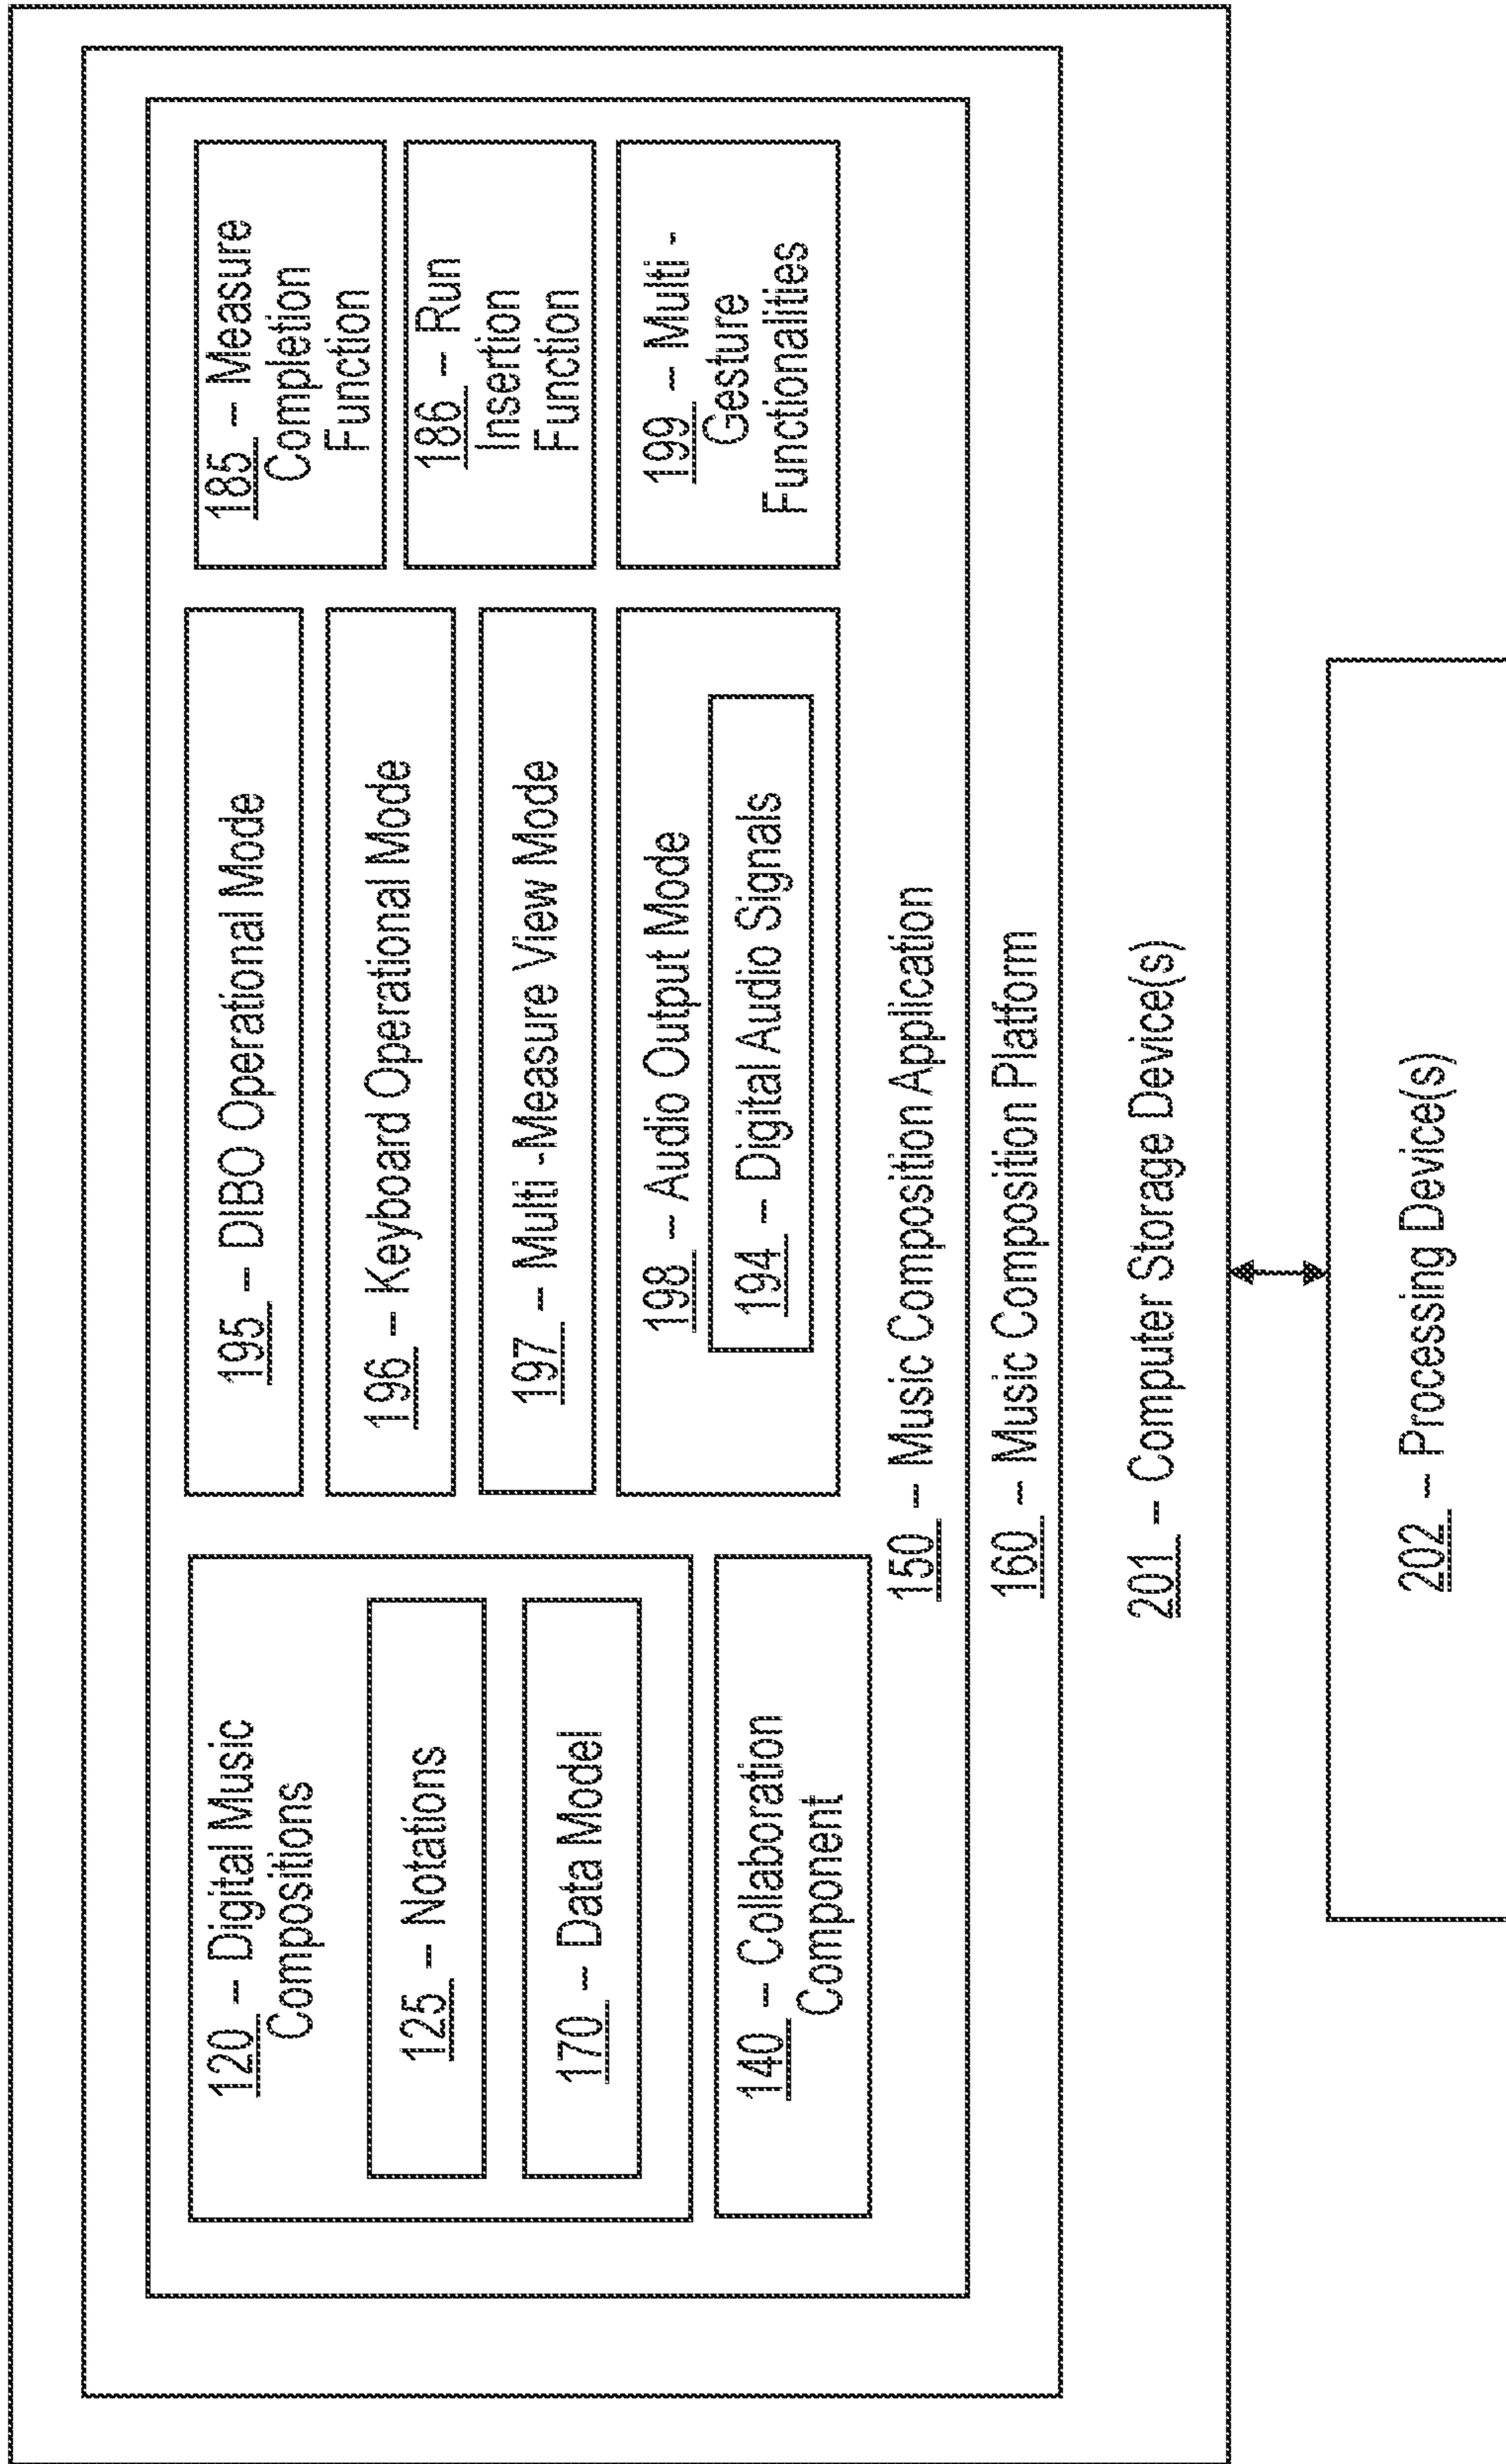 120 – Digital Music
Compositions
125 – Notations
170 – Data Model
140 – Collaboration
Component
195 – DIBO Operational Mode
196 – Keyboard Operational Mode
197 – Multi -Measure View Mode
198 – Audio Output Mode
194 – Digital Audio Signals
185 – Measure
Completion
Function
186 – Run
Insertion
Function
199 – Multi -
Gesture
Functionalities
150 – Music Composition Application
160 – Music Composition Platform
201 – Computer Storage Device(s)
202 – Processing Device(s)